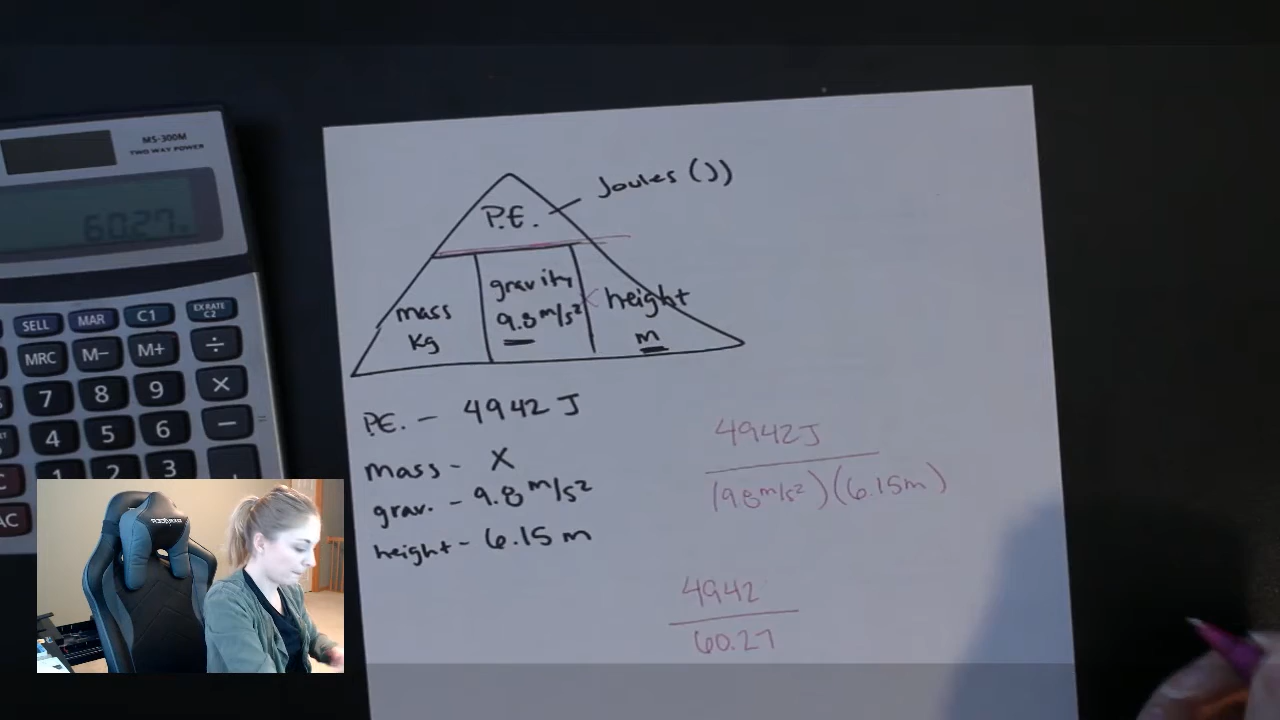 MS-300M
TWO WAY POWER
60.27
SELL MAR C1 EX RATE C2
MRC M- M+ ÷
7 8 9 X
4 5 6 -
1 2 3 +
AC
Joules (J)
P.E.
mass
kg
gravity
9.8 m/s²
height
m
P.E. - 4942 J
mass - X
grav. - 9.8 m/s²
height - 6.15 m
4942J
(9.8m/s²)(6.15m)
4942
60.27